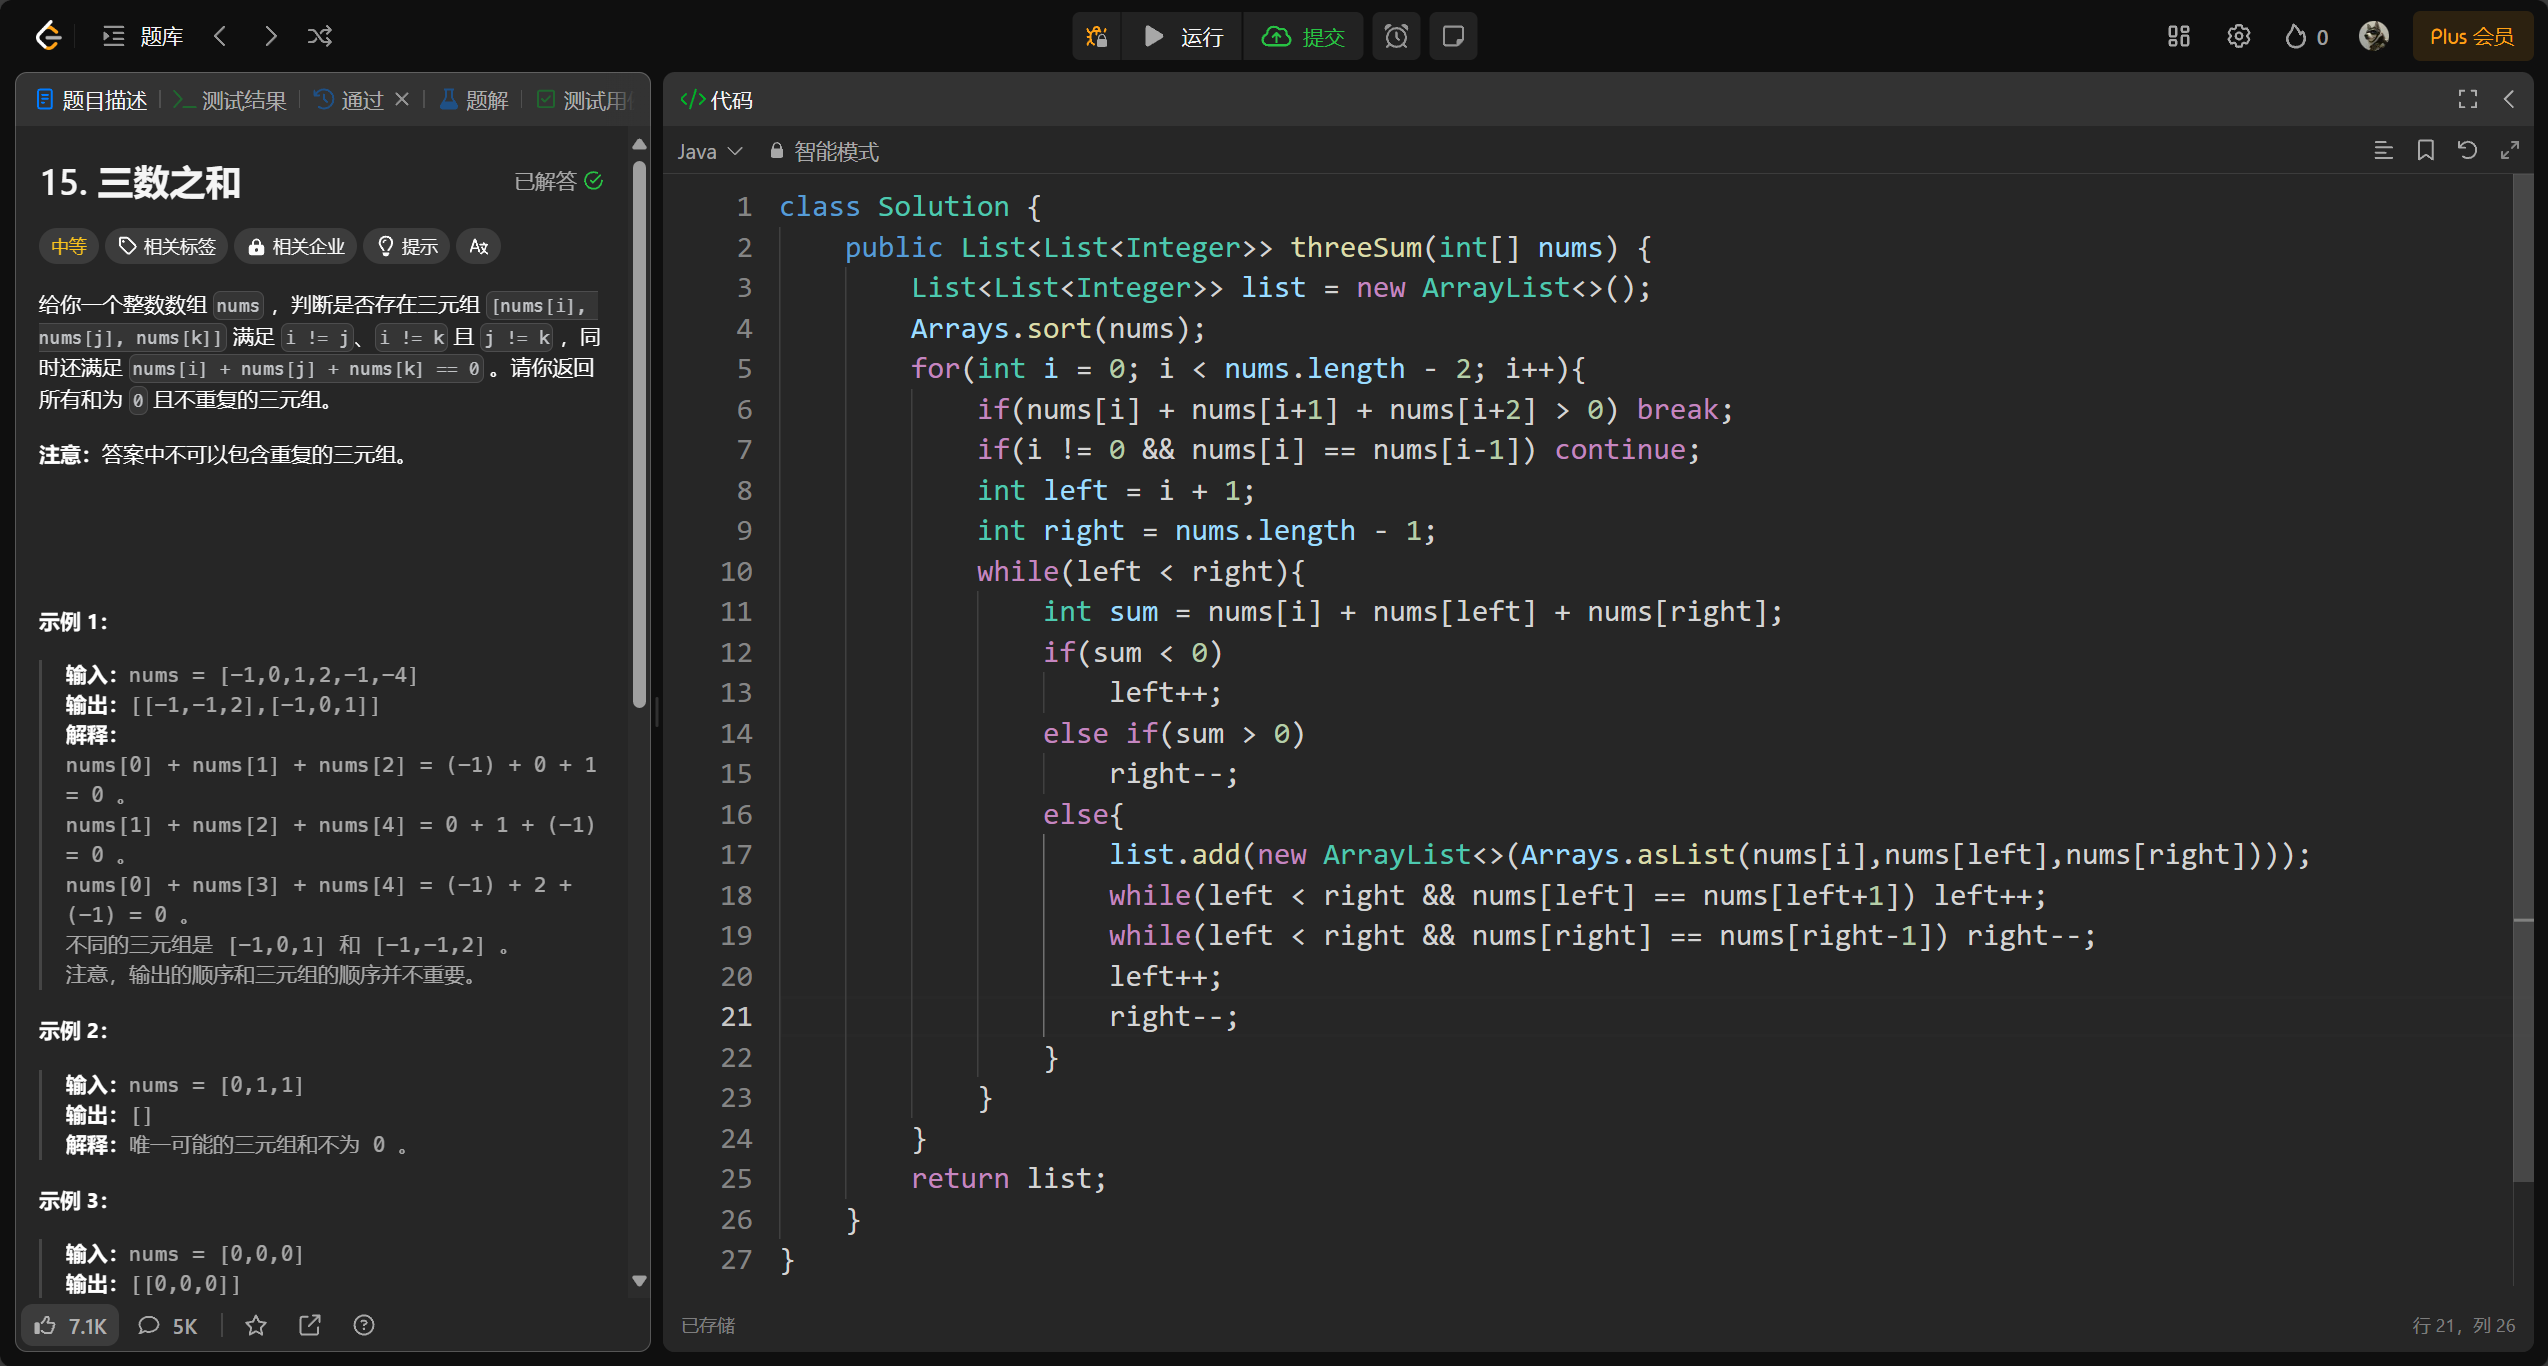 题库
运行
提交
0
Plus 会员
题目描述
测试结果
通过
题解
测试用
代码
Java
智能模式
15. 三数之和
已解答
中等
相关标签
相关企业
提示
给你一个整数数组 nums ，判断是否存在三元组 [nums[i],
nums[j], nums[k]] 满足 i != j、i != k 且 j != k ，同
时还满足 nums[i] + nums[j] + nums[k] == 0 。请你返回
所有和为 0 且不重复的三元组。
注意：答案中不可以包含重复的三元组。
示例 1：
输入：nums = [-1,0,1,2,-1,-4]
输出：[[-1,-1,2],[-1,0,1]]
解释：
nums[0] + nums[1] + nums[2] = (-1) + 0 + 1
= 0 。
nums[1] + nums[2] + nums[4] = 0 + 1 + (-1)
= 0 。
nums[0] + nums[3] + nums[4] = (-1) + 2 +
(-1) = 0 。
不同的三元组是 [-1,0,1] 和 [-1,-1,2] 。
注意，输出的顺序和三元组的顺序并不重要。
示例 2：
输入：nums = [0,1,1]
输出：[]
解释：唯一可能的三元组和不为 0 。
示例 3：
输入：nums = [0,0,0]
输出：[[0,0,0]]
7.1K
5K
1 class Solution {
2 public List<List<Integer>> threeSum(int[] nums) {
3 List<List<Integer>> list = new ArrayList<>();
4 Arrays.sort(nums);
5 for(int i = 0; i < nums.length - 2; i++){
6 if(nums[i] + nums[i+1] + nums[i+2] > 0) break;
7 if(i != 0 && nums[i] == nums[i-1]) continue;
8 int left = i + 1;
9 int right = nums.length - 1;
10 while(left < right){
11 int sum = nums[i] + nums[left] + nums[right];
12 if(sum < 0)
13 left++;
14 else if(sum > 0)
15 right--;
16 else{
17 list.add(new ArrayList<>(Arrays.asList(nums[i],nums[left],nums[right])));
18 while(left < right && nums[left] == nums[left+1]) left++;
19 while(left < right && nums[right] == nums[right-1]) right--;
20 left++;
21 right--;
22 }
23 }
24 }
25 return list;
26 }
27 }
已存储
行 21，列 26